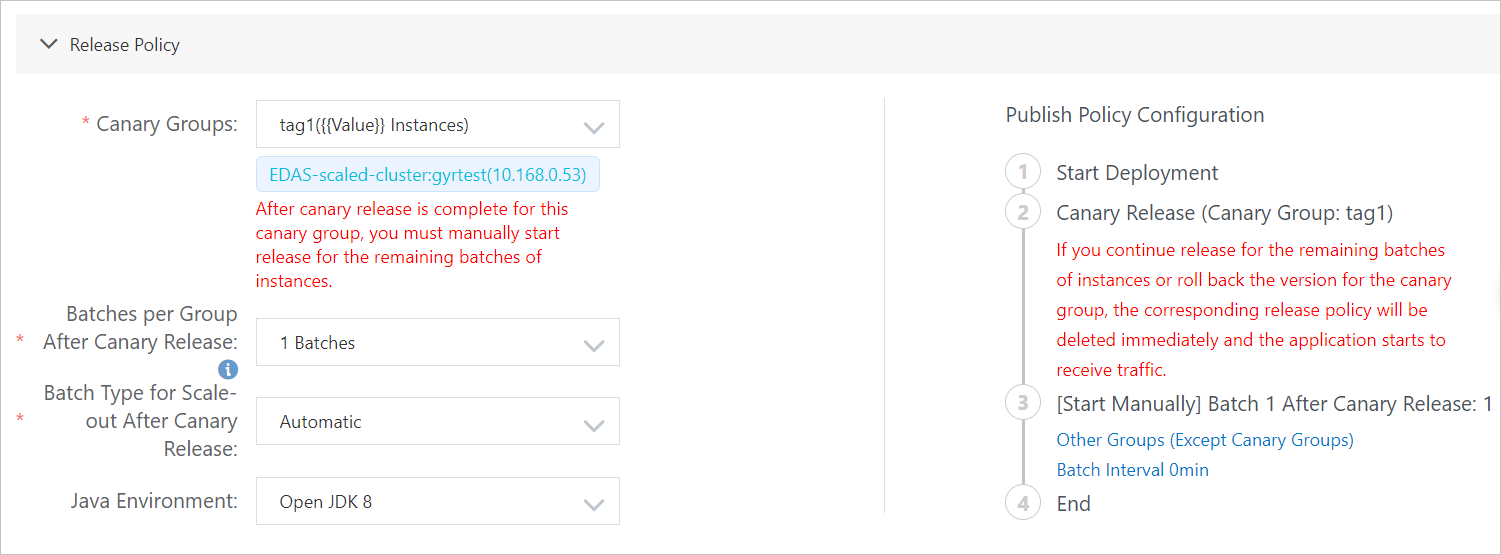 Release Policy
* Canary Groups:
tag1({{Value}} Instances)
EDAS-scaled-cluster:gyrtest(10.168.0.53)
After canary release is complete for this
canary group, you must manually start
release for the remaining batches of
instances.
Batches per Group
* After Canary Release:
1 Batches
Batch Type for Scale-
* out After Canary
Release:
Automatic
Java Environment:
Open JDK 8
Publish Policy Configuration
1 Start Deployment
2 Canary Release (Canary Group: tag1)
If you continue release for the remaining batches
of instances or roll back the version for the canary
group, the corresponding release policy will be
deleted immediately and the application starts to
receive traffic.
3 [Start Manually] Batch 1 After Canary Release: 1
Other Groups (Except Canary Groups)
Batch Interval 0min
4 End